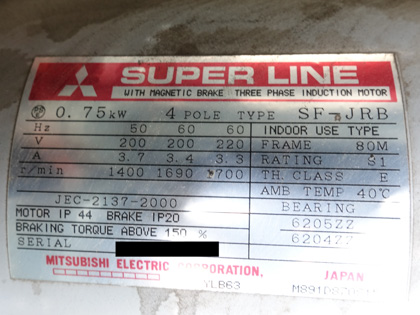 SUPER LINE
WITH MAGNETIC BRAKE THREE PHASE INDUCTION MOTOR
0.75kW 4 POLE TYPE SF-JRB
Hz 50 60 60 INDOOR USE TYPE
V 200 200 220 FRAME 80M
A 3.7 3.4 3.3 RATING S1
r/min 1400 1690 1700 TH.CLASS E
AMB TEMP 40℃
JEC-2137-2000 BEARING
MOTOR IP 44 BRAKE IP20 6205ZZ
BRAKING TORQUE ABOVE 150 % 6204ZZ
SERIAL
MITSUBISHI ELECTRIC CORPORATION, JAPAN
YLB63